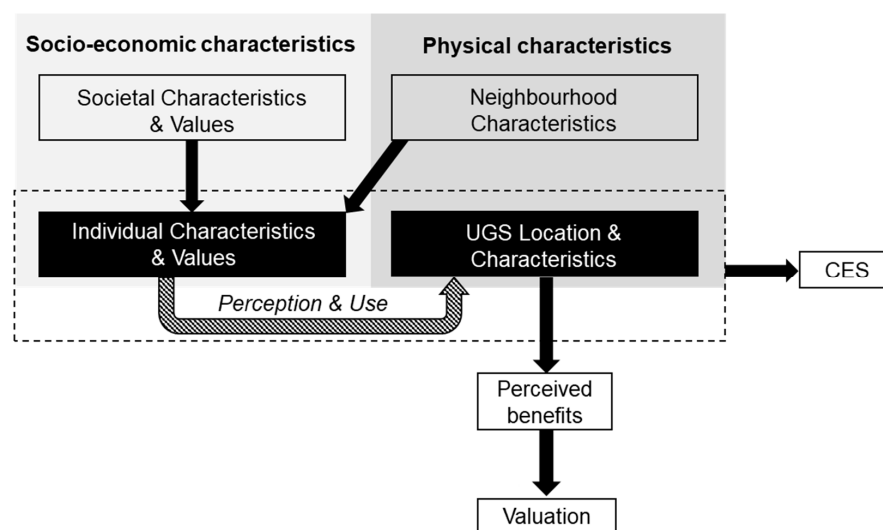 Socio-economic characteristics
Physical characteristics
Societal Characteristics
& Values
Neighbourhood
Characteristics
Individual Characteristics
& Values
UGS Location &
Characteristics
CES
Perception & Use
Perceived
benefits
Valuation